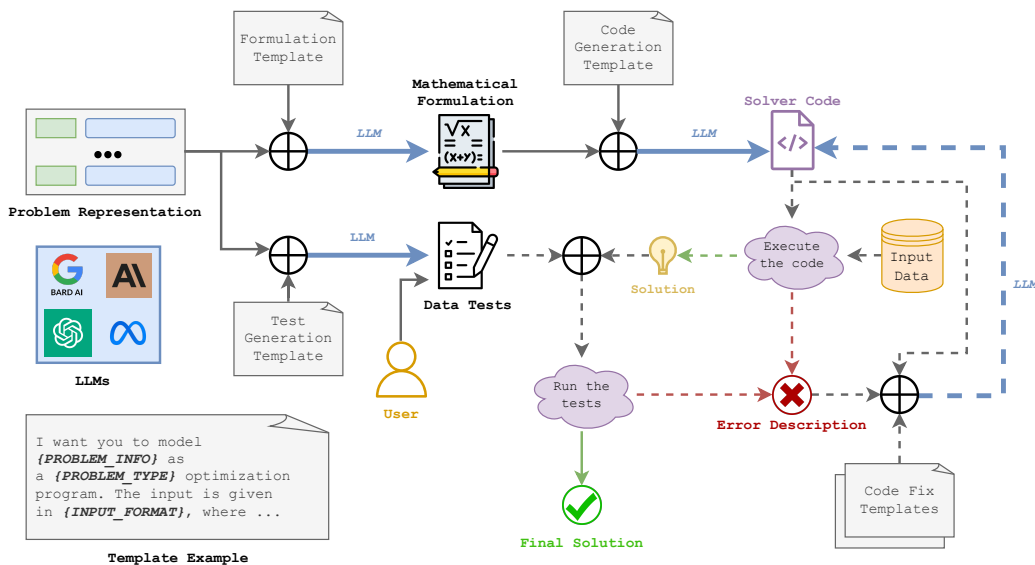 Formulation
Template
Code
Generation
Template
Mathematical
Formulation
Solver Code
LLM
LLM
√x
(x+y)=
</>
•••
Problem Representation
LLM
Execute
the code
Input
Data
LLM
BARD AI
Solution
Data Tests
Test
Generation
Template
LLMs
User
Run the
tests
Error Description
I want you to model
{PROBLEM_INFO} as
a {PROBLEM_TYPE} optimization
program. The input is given
in {INPUT_FORMAT}, where ...
Code Fix
Templates
Final Solution
Template Example